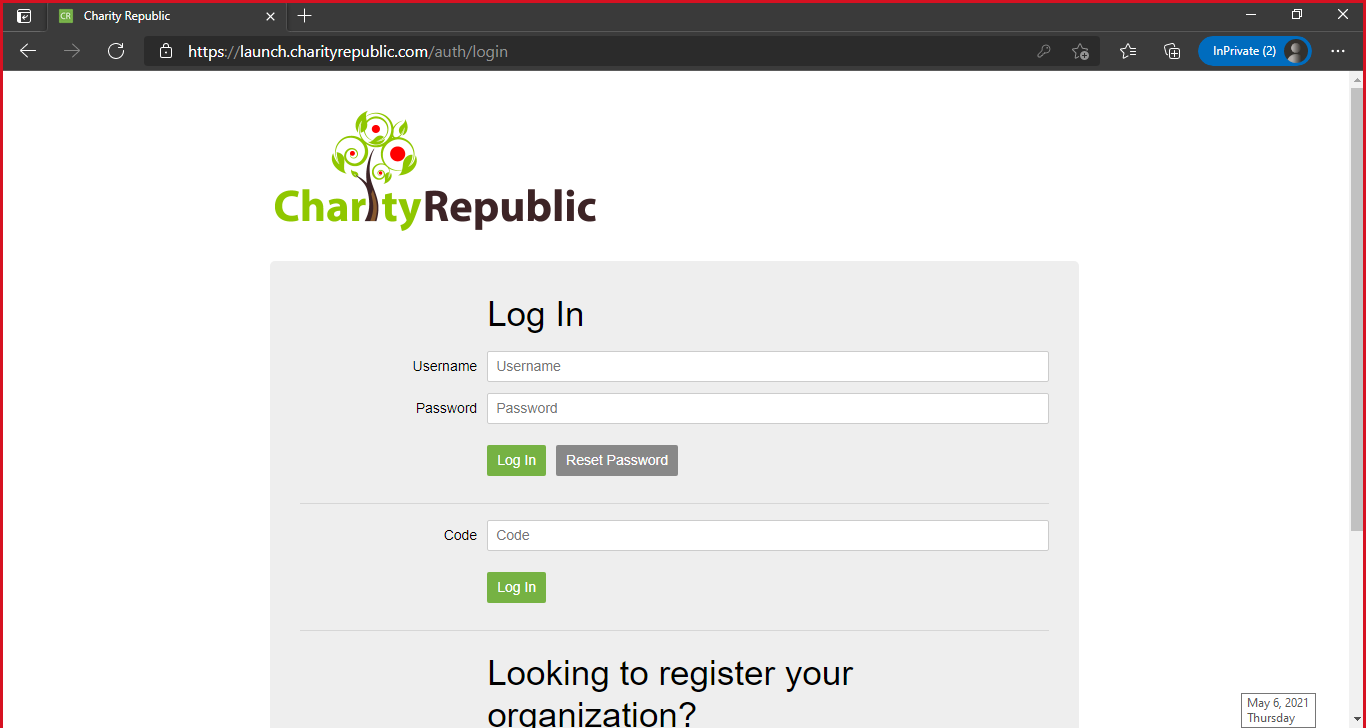 CR Charity Republic
https://launch.charityrepublic.com/auth/login
InPrivate (2)
CharityRepublic
Log In
Username Username
Password Password
Log In Reset Password
Code Code
Log In
Looking to register your
organization?
May 6, 2021
Thursday